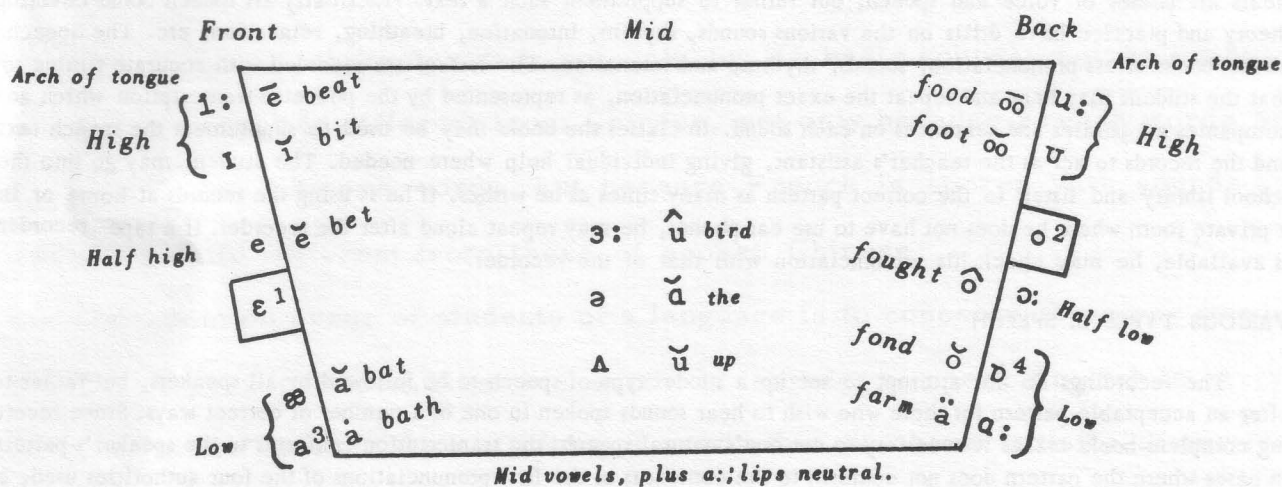 Front Mid Back
Arch of tongue Arch of tongue
i: ē beat food o͞o u:
High High
ɪ ĭ bit foot o͝o ʊ
e ĕ bet ɜ: û bird o 2
Half high
ɛ 1 ə ă the fought ô ɔ: Half low
ʌ ŭ up fond ŏ ɒ 4
æ ă bat
Low farm ä ɑ: Low
a 3 ȧ bath
Mid vowels, plus a:; lips neutral.